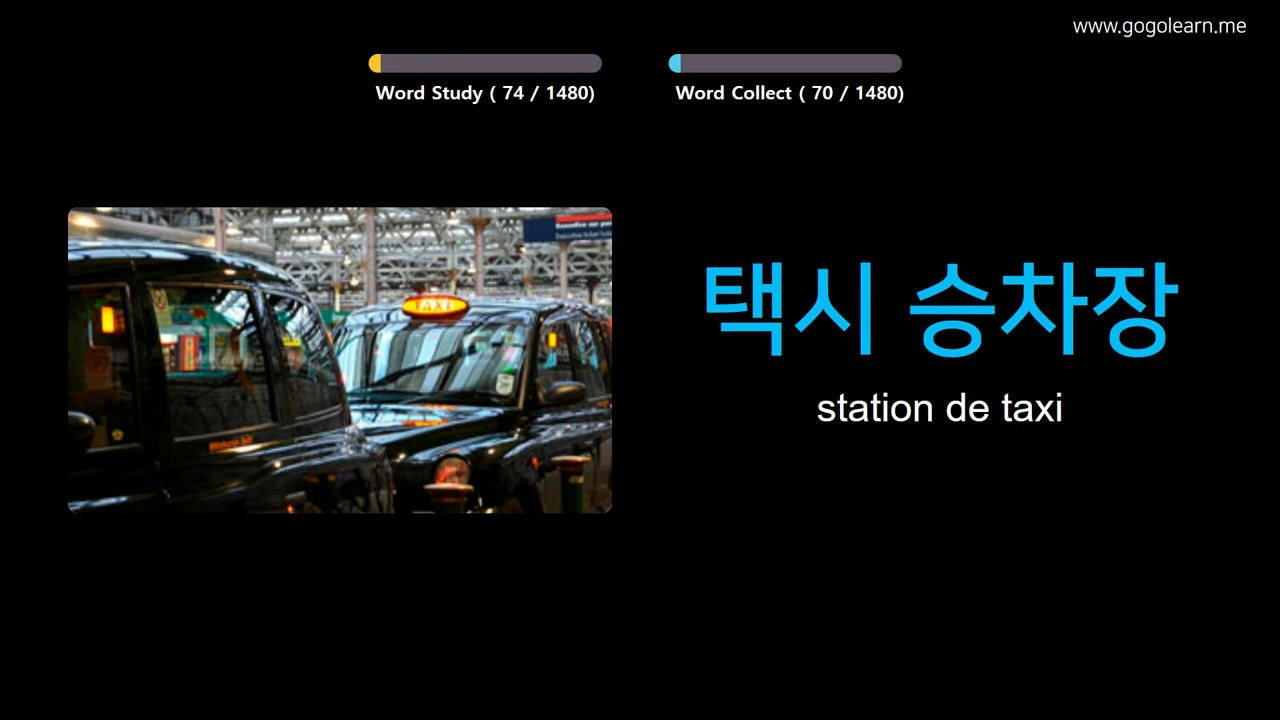 www.gogolearn.me
Word Study ( 74 / 1480)
Word Collect ( 70 / 1480)
TAXI
택시 승차장
station de taxi